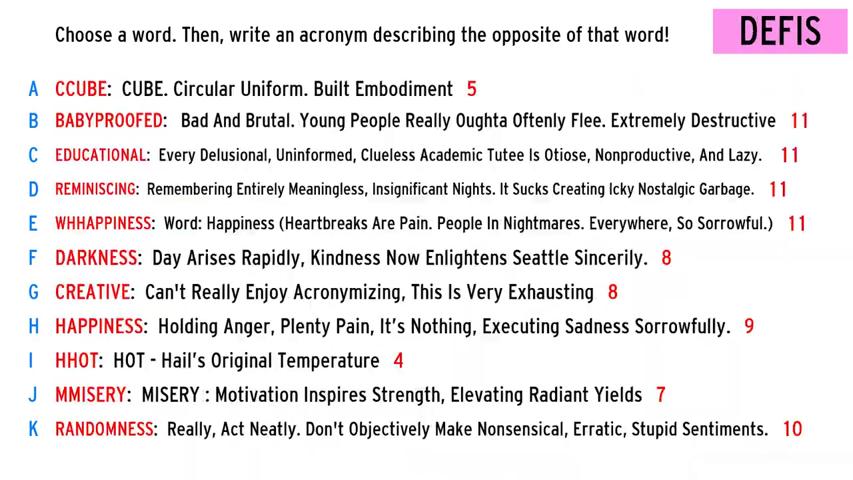 Choose a word. Then, write an acronym describing the opposite of that word!
DEFIS
A CCUBE: CUBE. Circular Uniform. Built Embodiment 5
B BABYPROOFED: Bad And Brutal. Young People Really Oughta Oftenly Flee. Extremely Destructive 11
C EDUCATIONAL: Every Delusional, Uninformed, Clueless Academic Tutee Is Otiose, Nonproductive, And Lazy. 11
D REMINISCING: Remembering Entirely Meaningless, Insignificant Nights. It Sucks Creating Icky Nostalgic Garbage. 11
E WHHAPPINESS: Word: Happiness (Heartbreaks Are Pain. People In Nightmares. Everywhere, So Sorrowful.) 11
F DARKNESS: Day Arises Rapidly, Kindness Now Enlightens Seattle Sincerily. 8
G CREATIVE: Can't Really Enjoy Acronymizing, This Is Very Exhausting 8
H HAPPINESS: Holding Anger, Plenty Pain, It's Nothing, Executing Sadness Sorrowfully. 9
I HHOT: HOT - Hail's Original Temperature 4
J MMISERY: MISERY : Motivation Inspires Strength, Elevating Radiant Yields 7
K RANDOMNESS: Really, Act Neatly. Don't Objectively Make Nonsensical, Erratic, Stupid Sentiments. 10